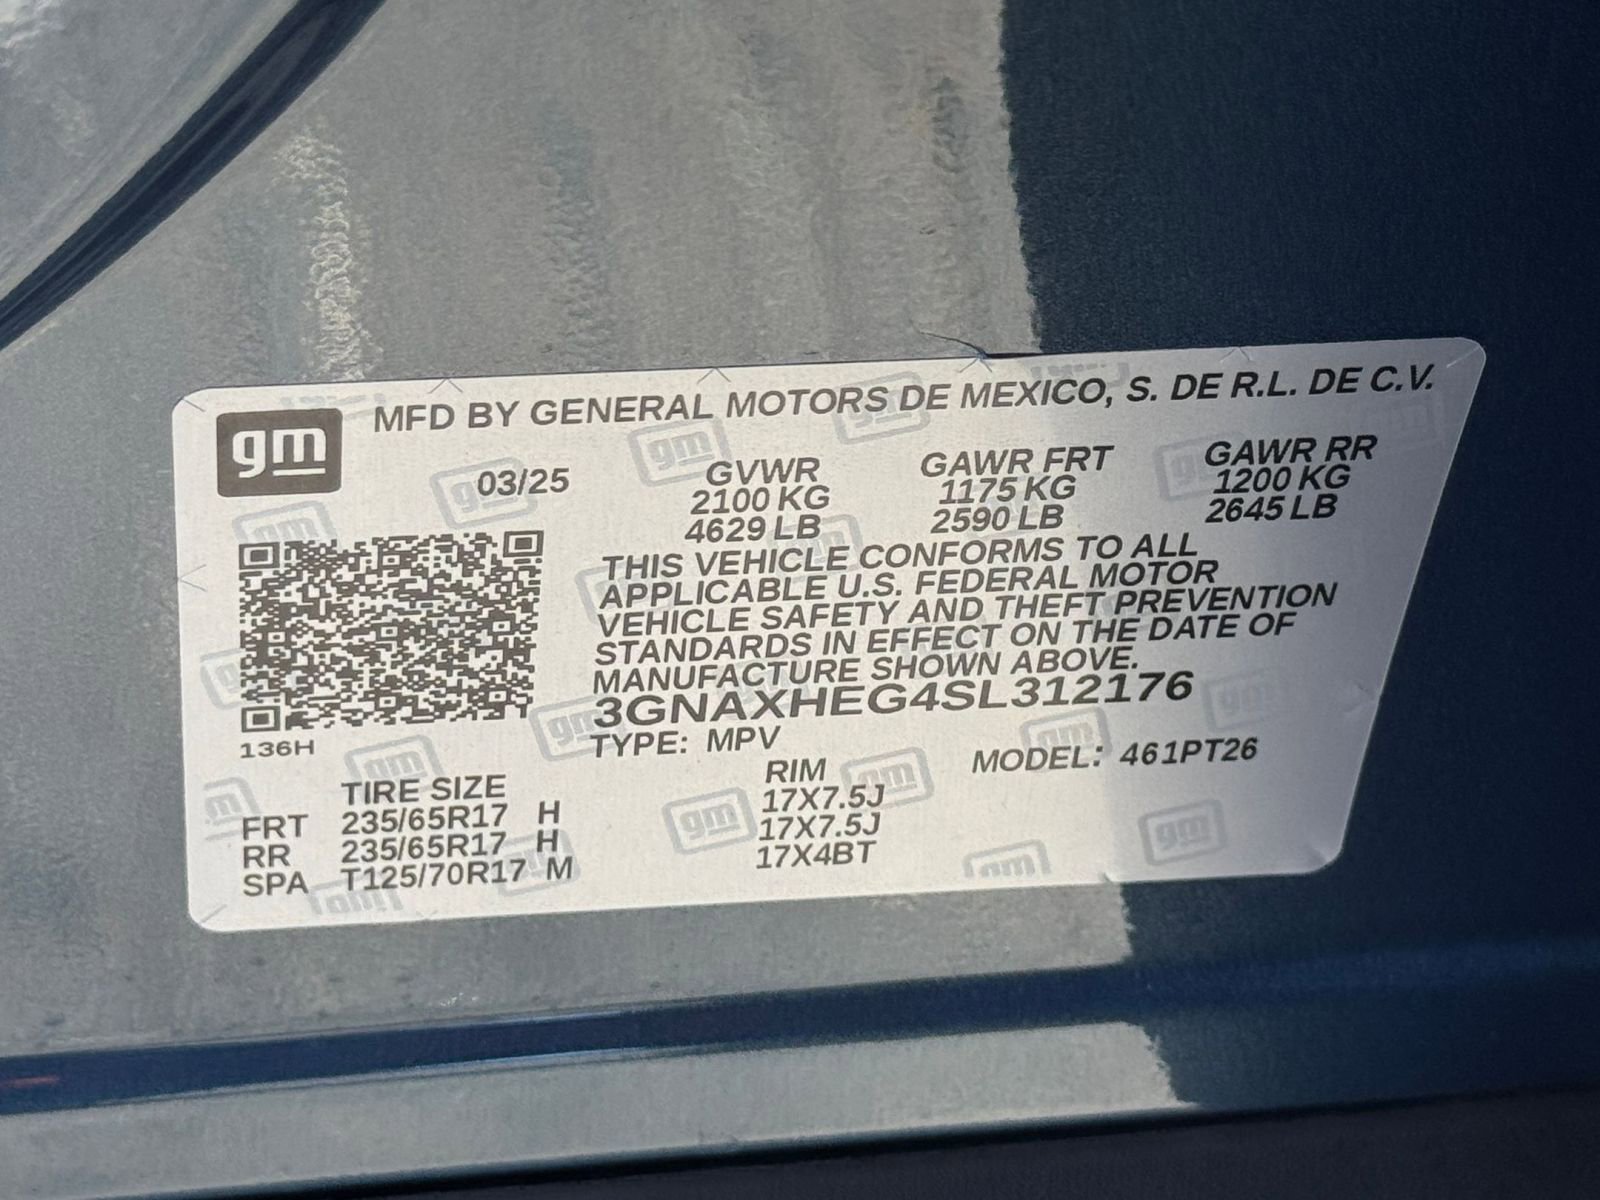 gm
MFD BY GENERAL MOTORS DE MEXICO, S. DE R.L. DE C.V.
03/25
GVWR GAWR FRT GAWR RR
2100 KG 1175 KG 1200 KG
4629 LB 2590 LB 2645 LB
THIS VEHICLE CONFORMS TO ALL
APPLICABLE U.S. FEDERAL MOTOR
VEHICLE SAFETY AND THEFT PREVENTION
STANDARDS IN EFFECT ON THE DATE OF
MANUFACTURE SHOWN ABOVE.
3GNAXHEG4SL312176
136H
TYPE: MPV MODEL: 461PT26
TIRE SIZE RIM
FRT 235/65R17 H 17X7.5J
RR 235/65R17 H 17X7.5J
SPA T125/70R17 M 17X4BT